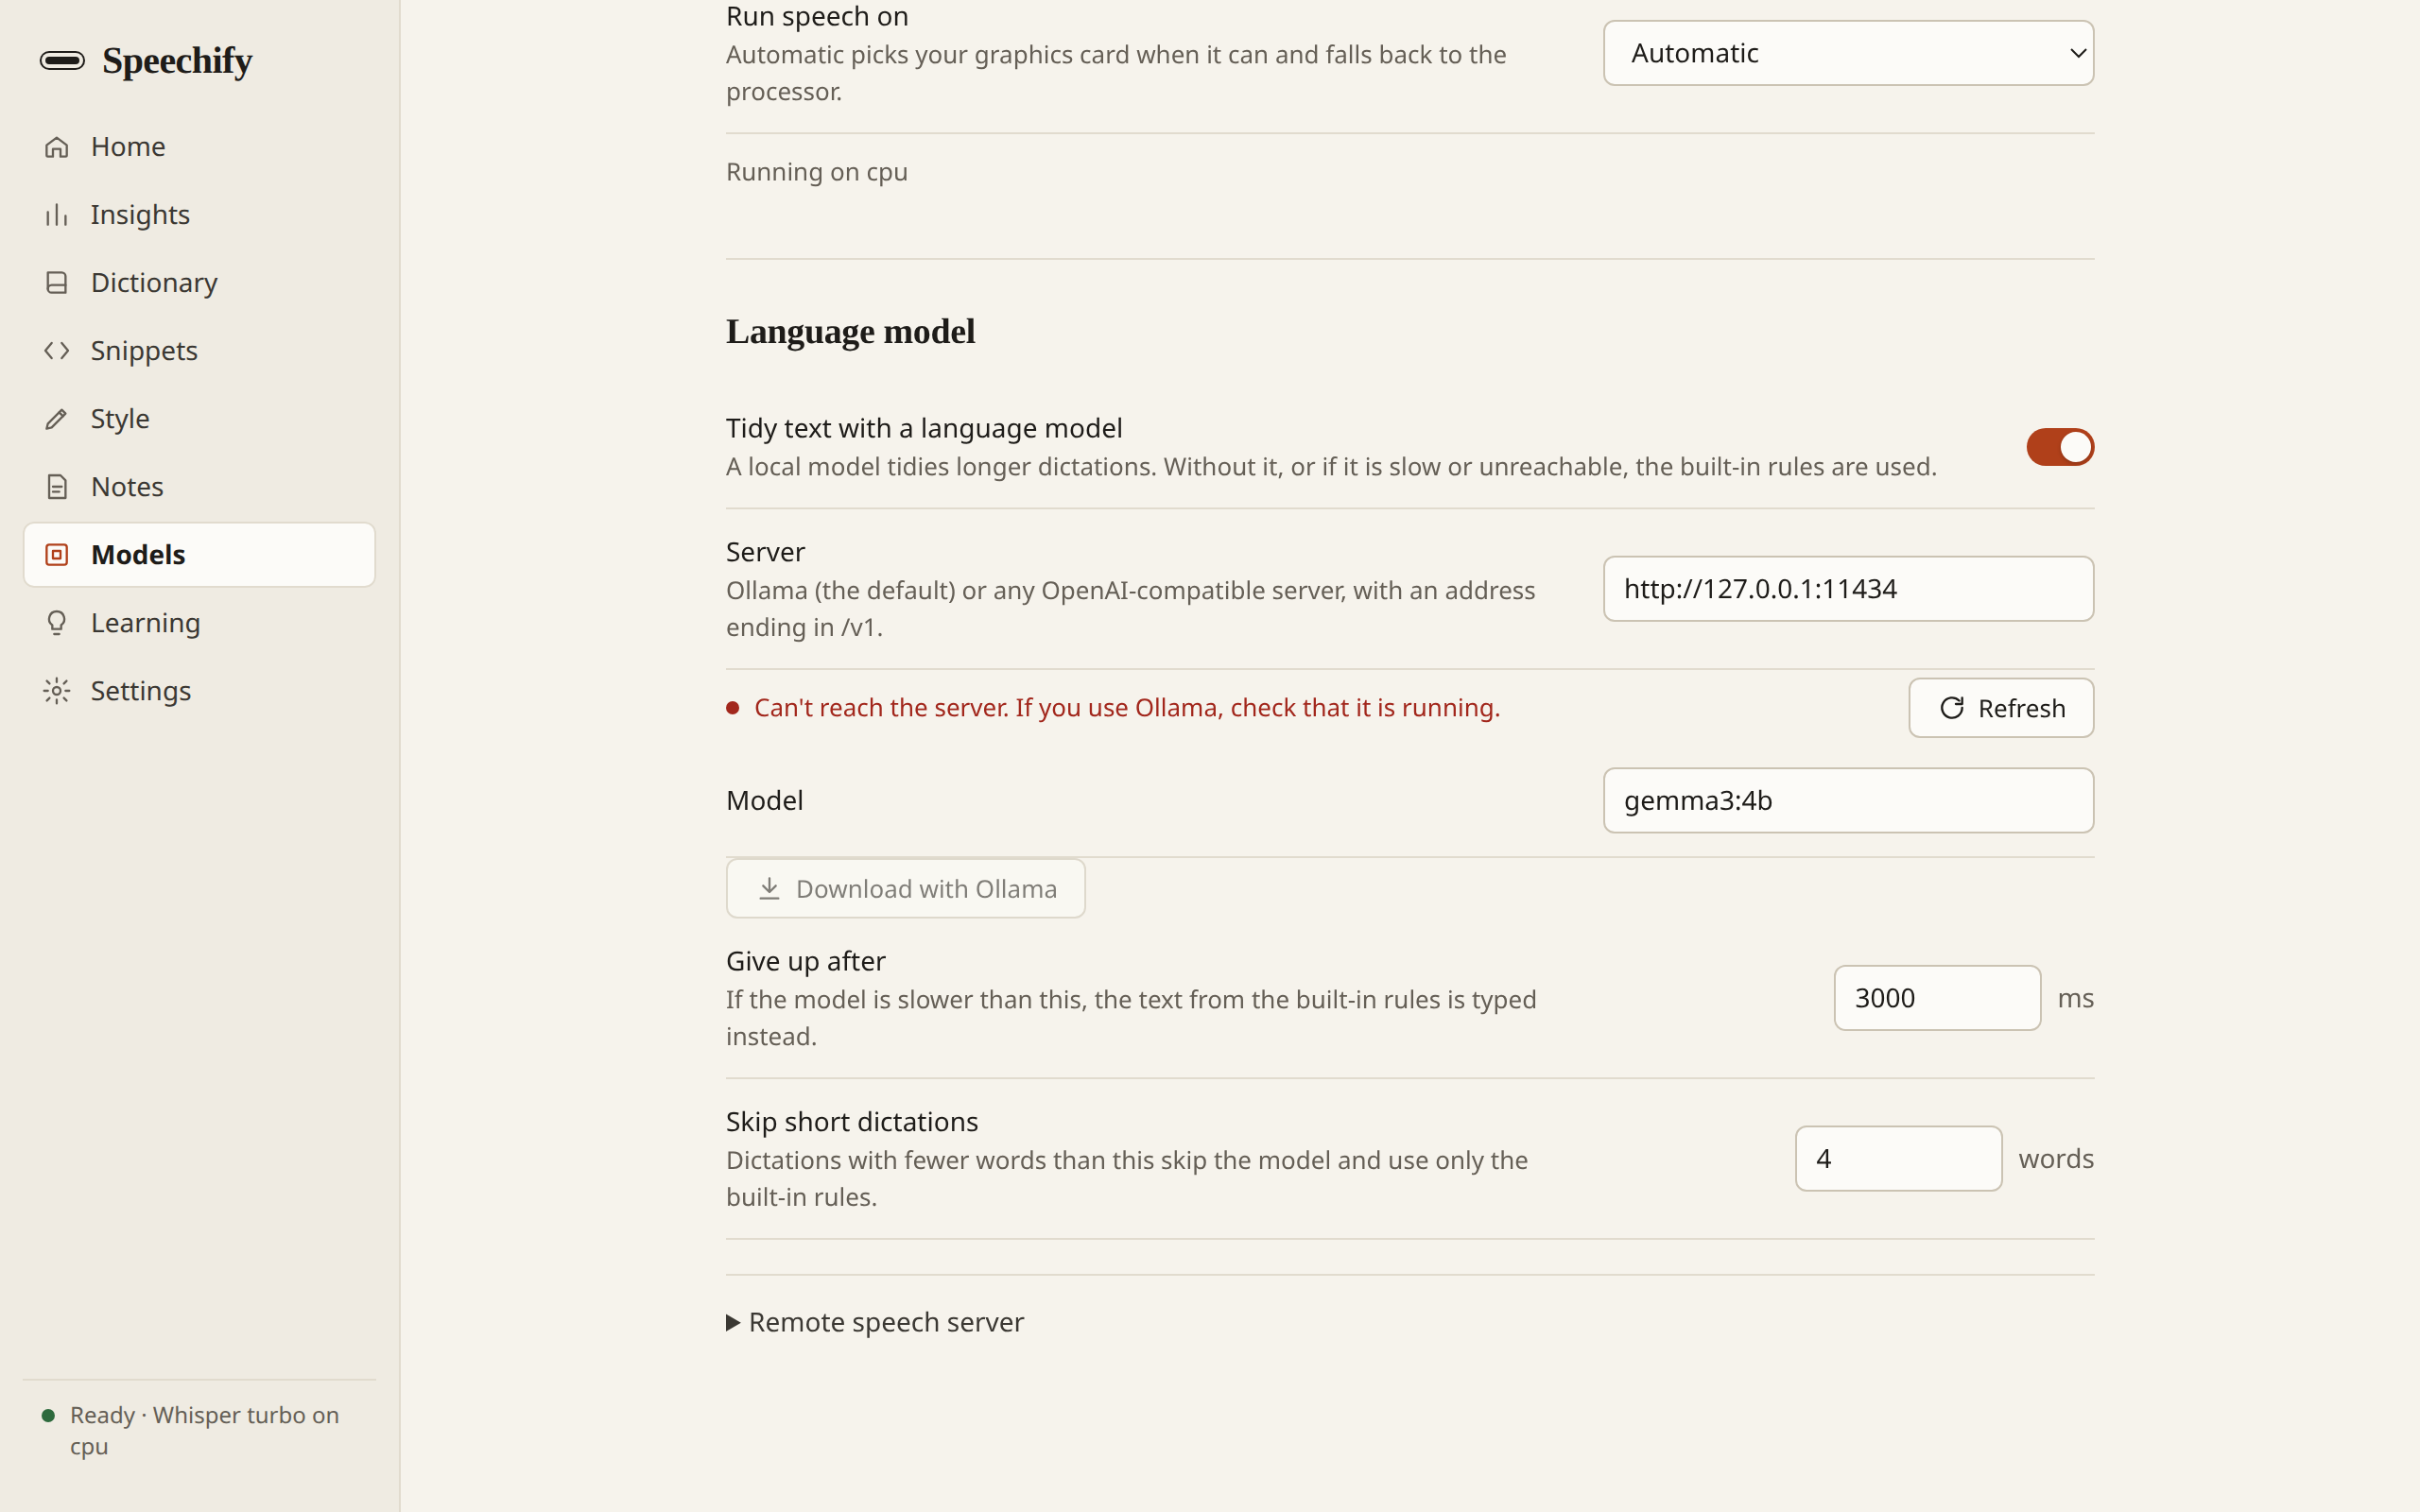 Speechify
Home
Insights
Dictionary
Snippets
Style
Notes
Models
Learning
Settings
Ready · Whisper turbo on
cpu
Run speech on
Automatic picks your graphics card when it can and falls back to the
processor.
Automatic
Running on cpu
Language model
Tidy text with a language model
A local model tidies longer dictations. Without it, or if it is slow or unreachable, the built-in rules are used.
Server
Ollama (the default) or any OpenAI-compatible server, with an address
ending in /v1.
http://127.0.0.1:11434
Can't reach the server. If you use Ollama, check that it is running.
Refresh
Model
gemma3:4b
Download with Ollama
Give up after
If the model is slower than this, the text from the built-in rules is typed
instead.
3000 ms
Skip short dictations
Dictations with fewer words than this skip the model and use only the
built-in rules.
4 words
Remote speech server